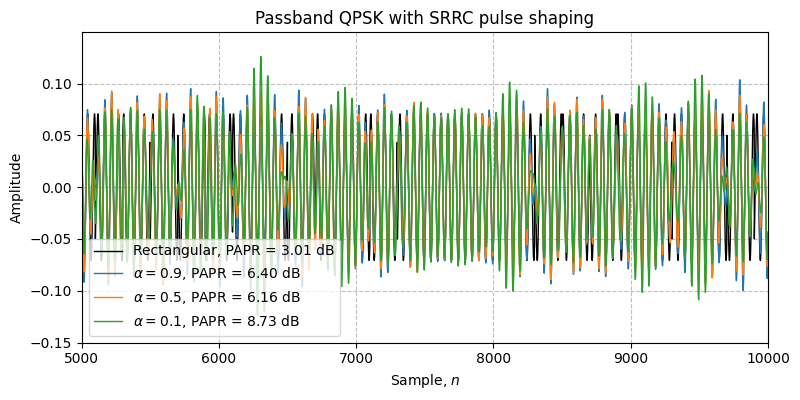 Passband QPSK with SRRC pulse shaping
Amplitude
0.10
0.05
0.00
−0.05
−0.10
−0.15
Rectangular, PAPR = 3.01 dB
α = 0.9, PAPR = 6.40 dB
α = 0.5, PAPR = 6.16 dB
α = 0.1, PAPR = 8.73 dB
5000 6000 7000 8000 9000 10000
Sample, n